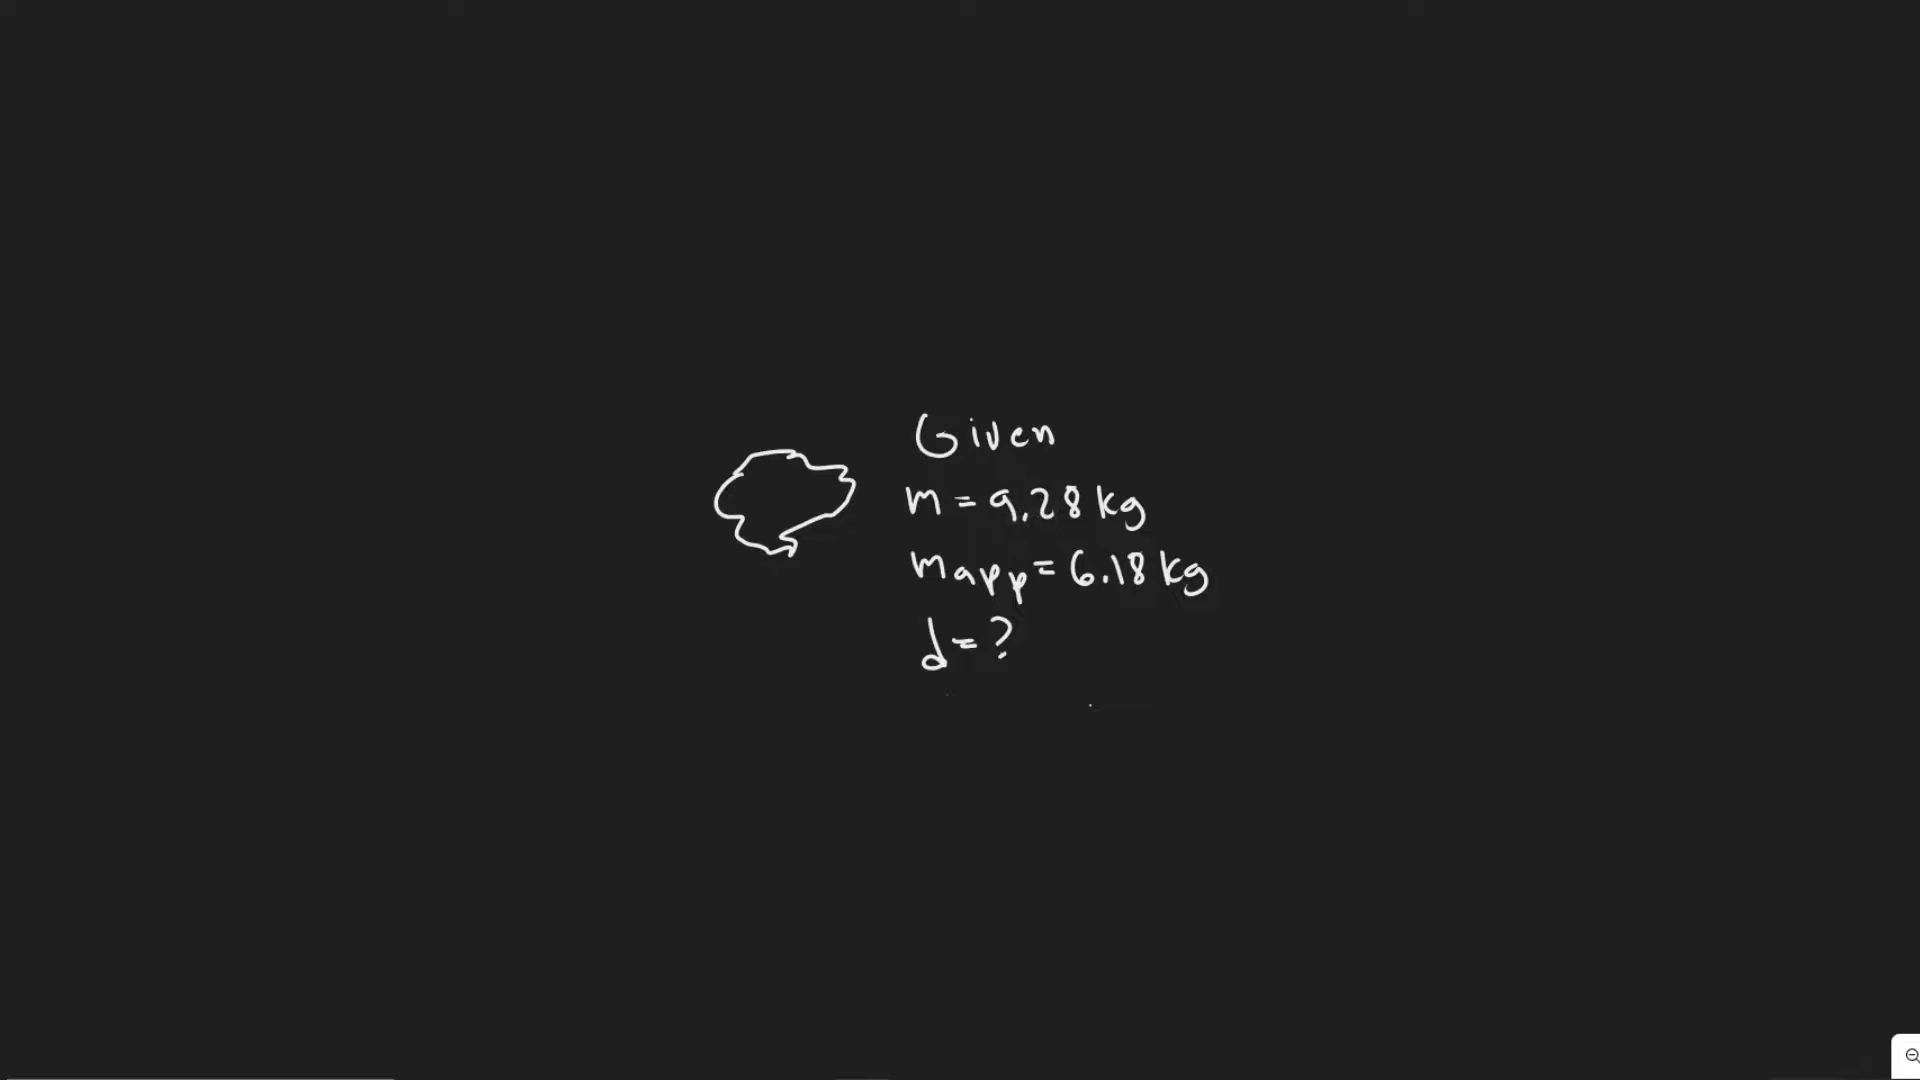 Given
m = 9.28 kg
mapp = 6.18 kg
d = ?